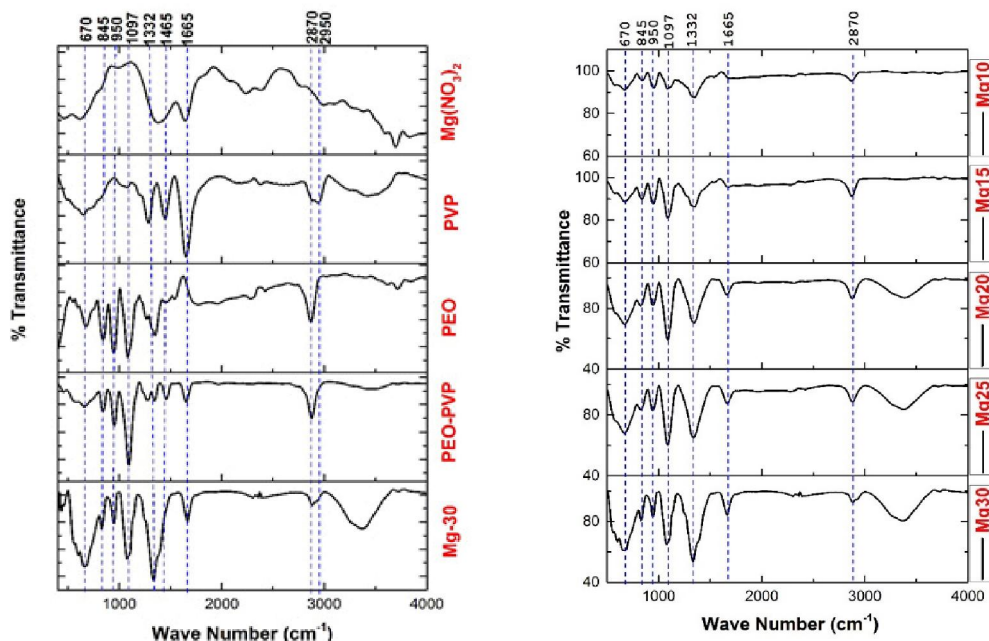 670
845
950
1097
1332
1465
1665
2870
2950
% Transmittance
Mg(NO3)2
PVP
PEO
PEO-PVP
Mg-30
1000
2000
3000
4000
Wave Number (cm-1)
670
845
950
1097
1332
1665
2870
% Transmittance
100
80
60
Mg10
100
80
60
Mg15
80
40
Mg20
80
40
Mg25
80
40
Mg30
1000
2000
3000
4000
Wave Number (cm-1)